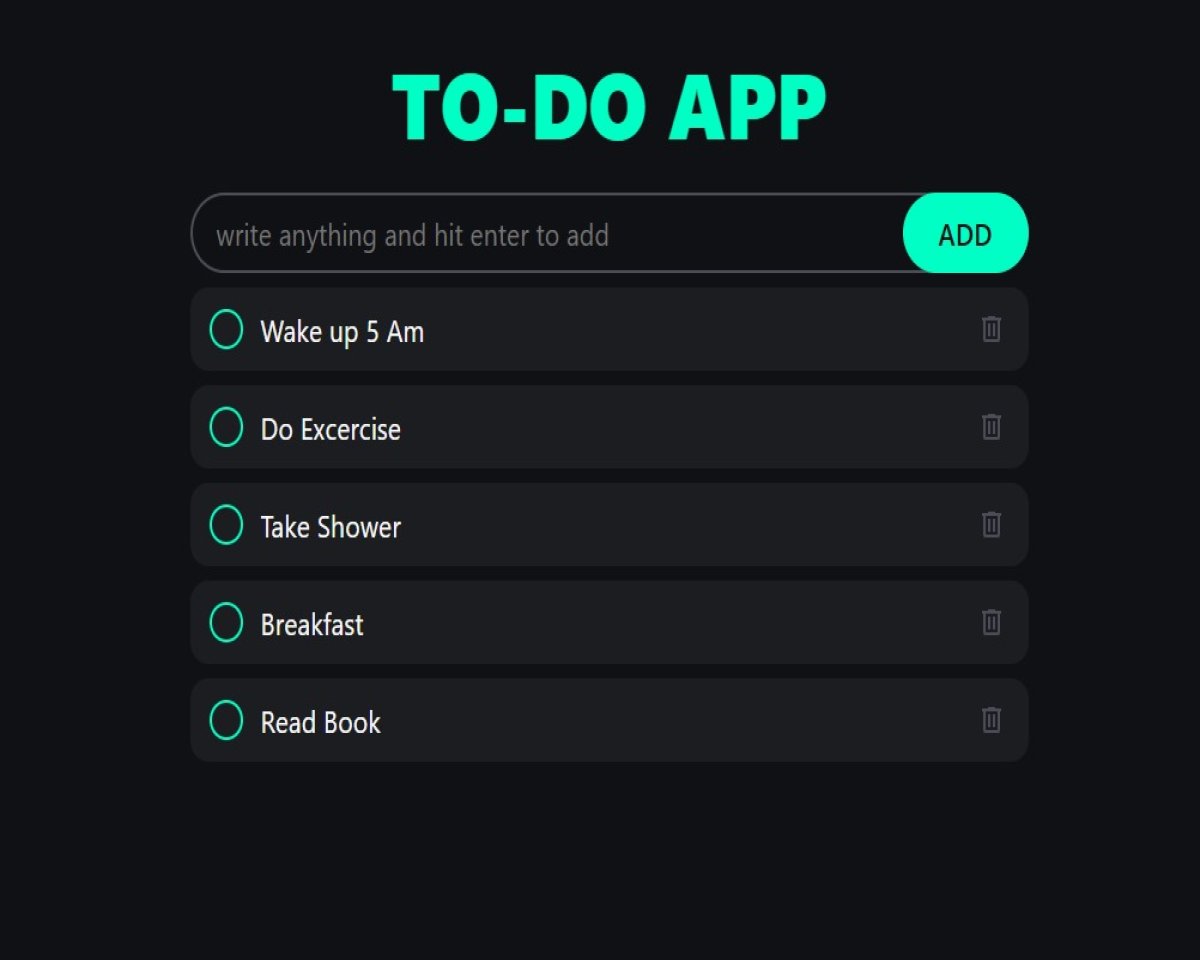 TO-DO APP
write anything and hit enter to add
ADD
Wake up 5 Am
Do Excercise
Take Shower
Breakfast
Read Book